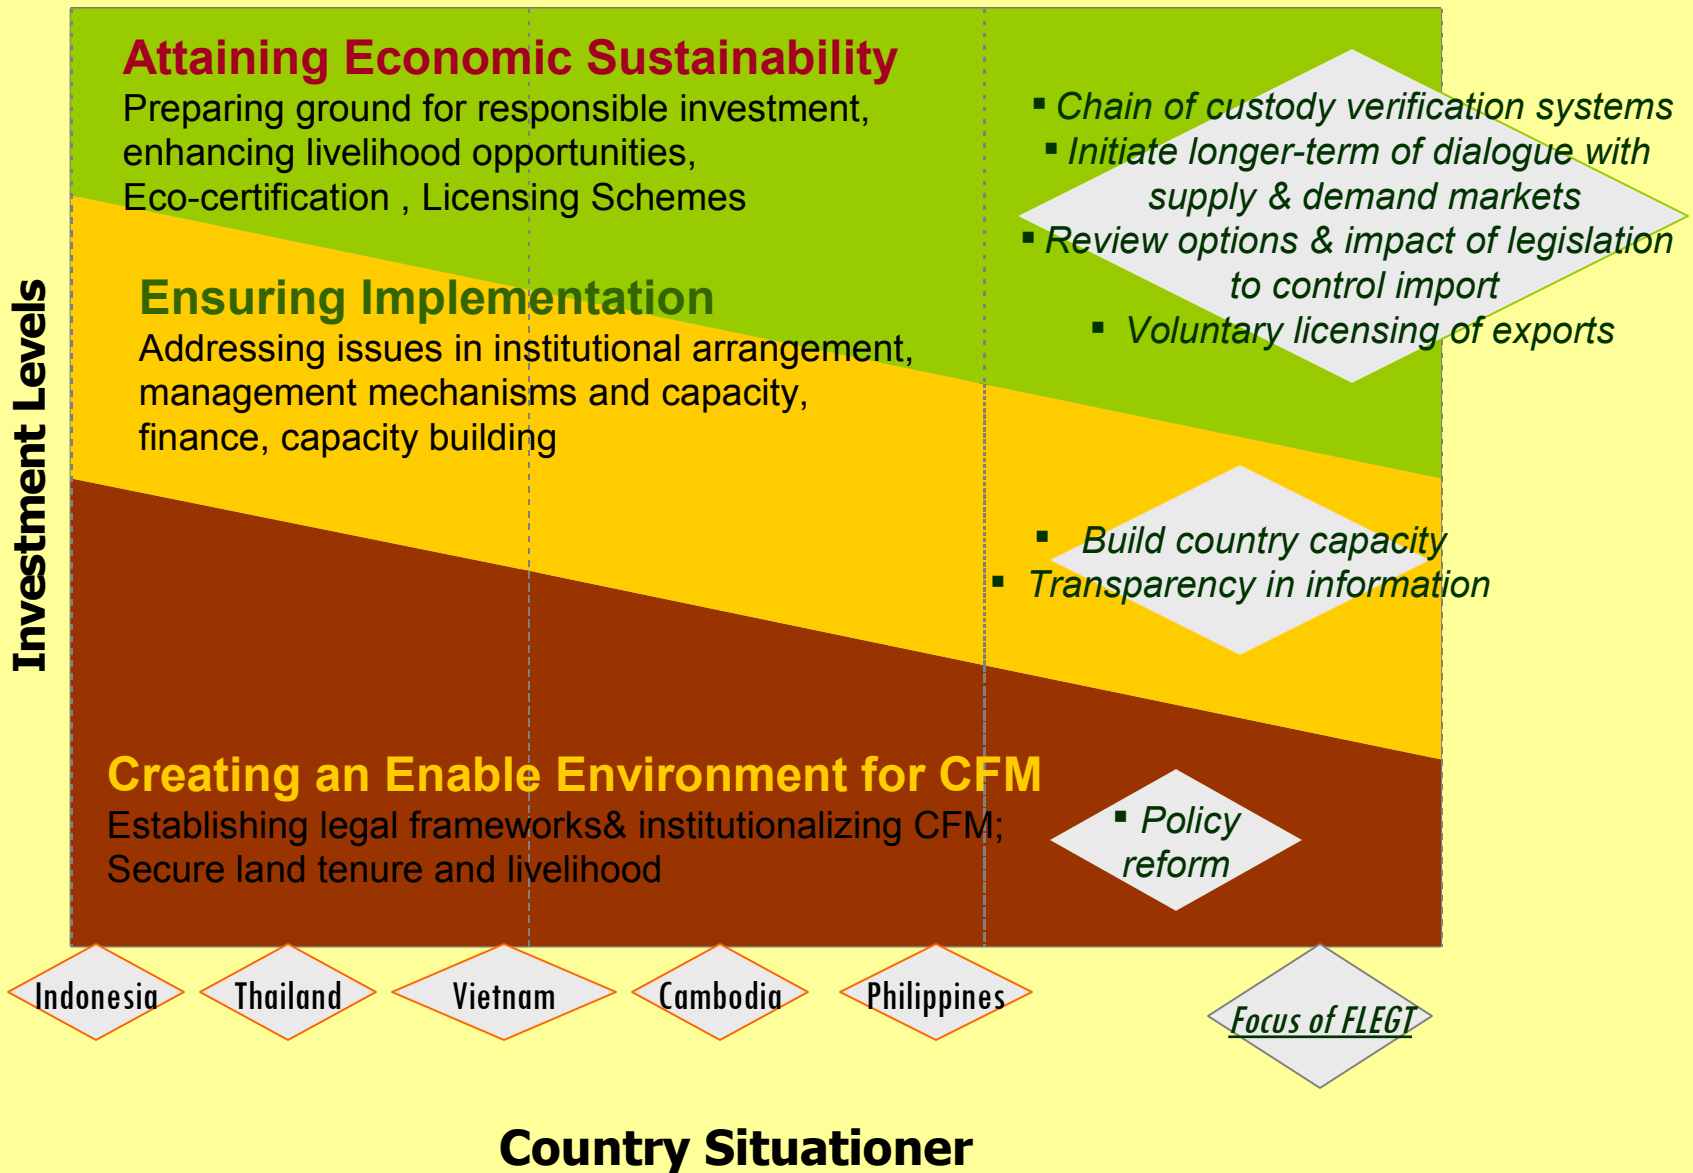 Attaining Economic Sustainability
Preparing ground for responsible investment,
enhancing livelihood opportunities,
Eco-certification , Licensing Schemes
▪ Chain of custody verification systems
▪ Initiate longer-term of dialogue with
supply & demand markets
▪ Review options & impact of legislation
to control import
▪ Voluntary licensing of exports
Ensuring Implementation
Addressing issues in institutional arrangement,
management mechanisms and capacity,
finance, capacity building
▪ Build country capacity
▪ Transparency in information
Creating an Enable Environment for CFM
Establishing legal frameworks& institutionalizing CFM;
Secure land tenure and livelihood
▪ Policy
reform
Investment Levels
Indonesia
Thailand
Vietnam
Cambodia
Philippines
Focus of FLEGT
Country Situationer